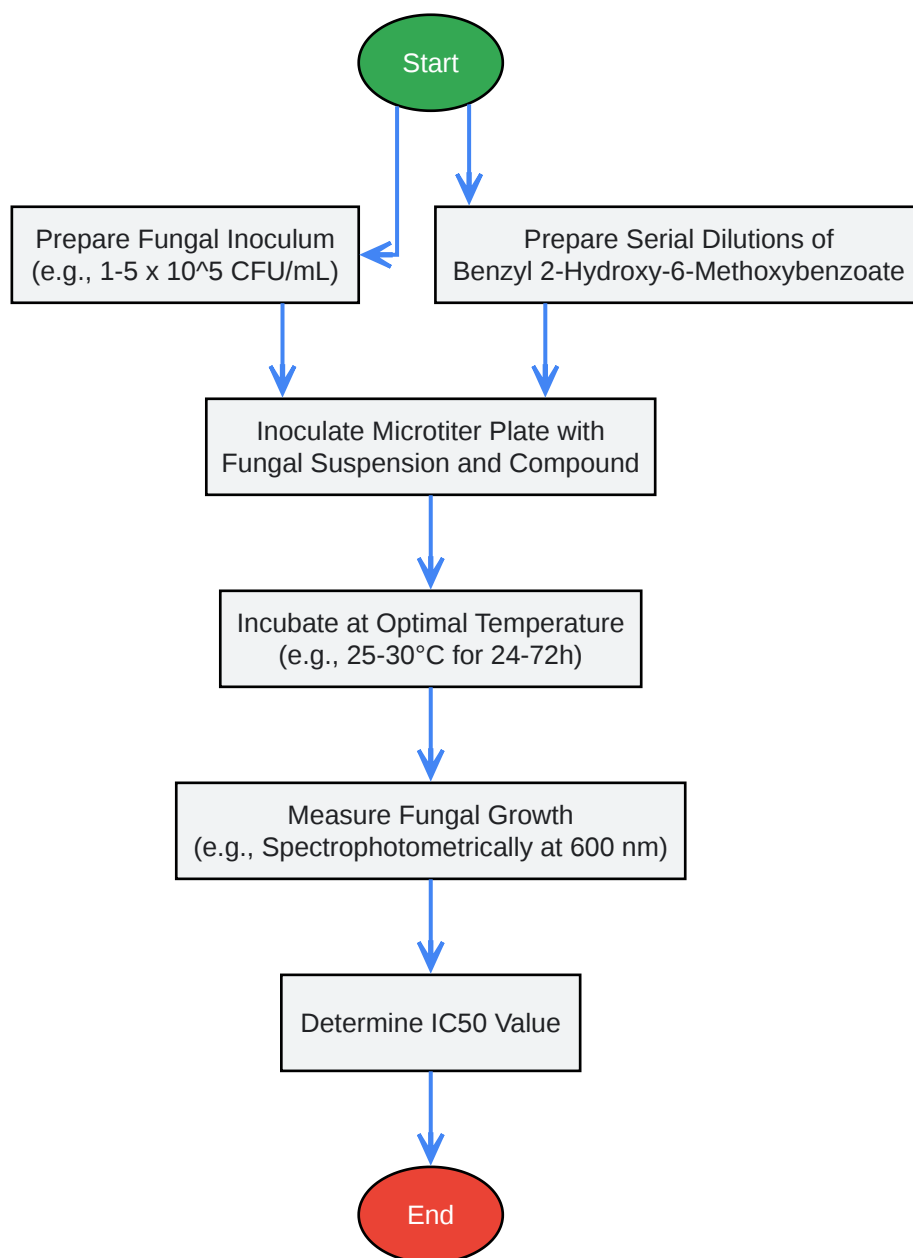 Start
Prepare Fungal Inoculum
(e.g., 1-5 x 10^5 CFU/mL)
Prepare Serial Dilutions of
Benzyl 2-Hydroxy-6-Methoxybenzoate
Inoculate Microtiter Plate with
Fungal Suspension and Compound
Incubate at Optimal Temperature
(e.g., 25-30°C for 24-72h)
Measure Fungal Growth
(e.g., Spectrophotometrically at 600 nm)
Determine IC50 Value
End